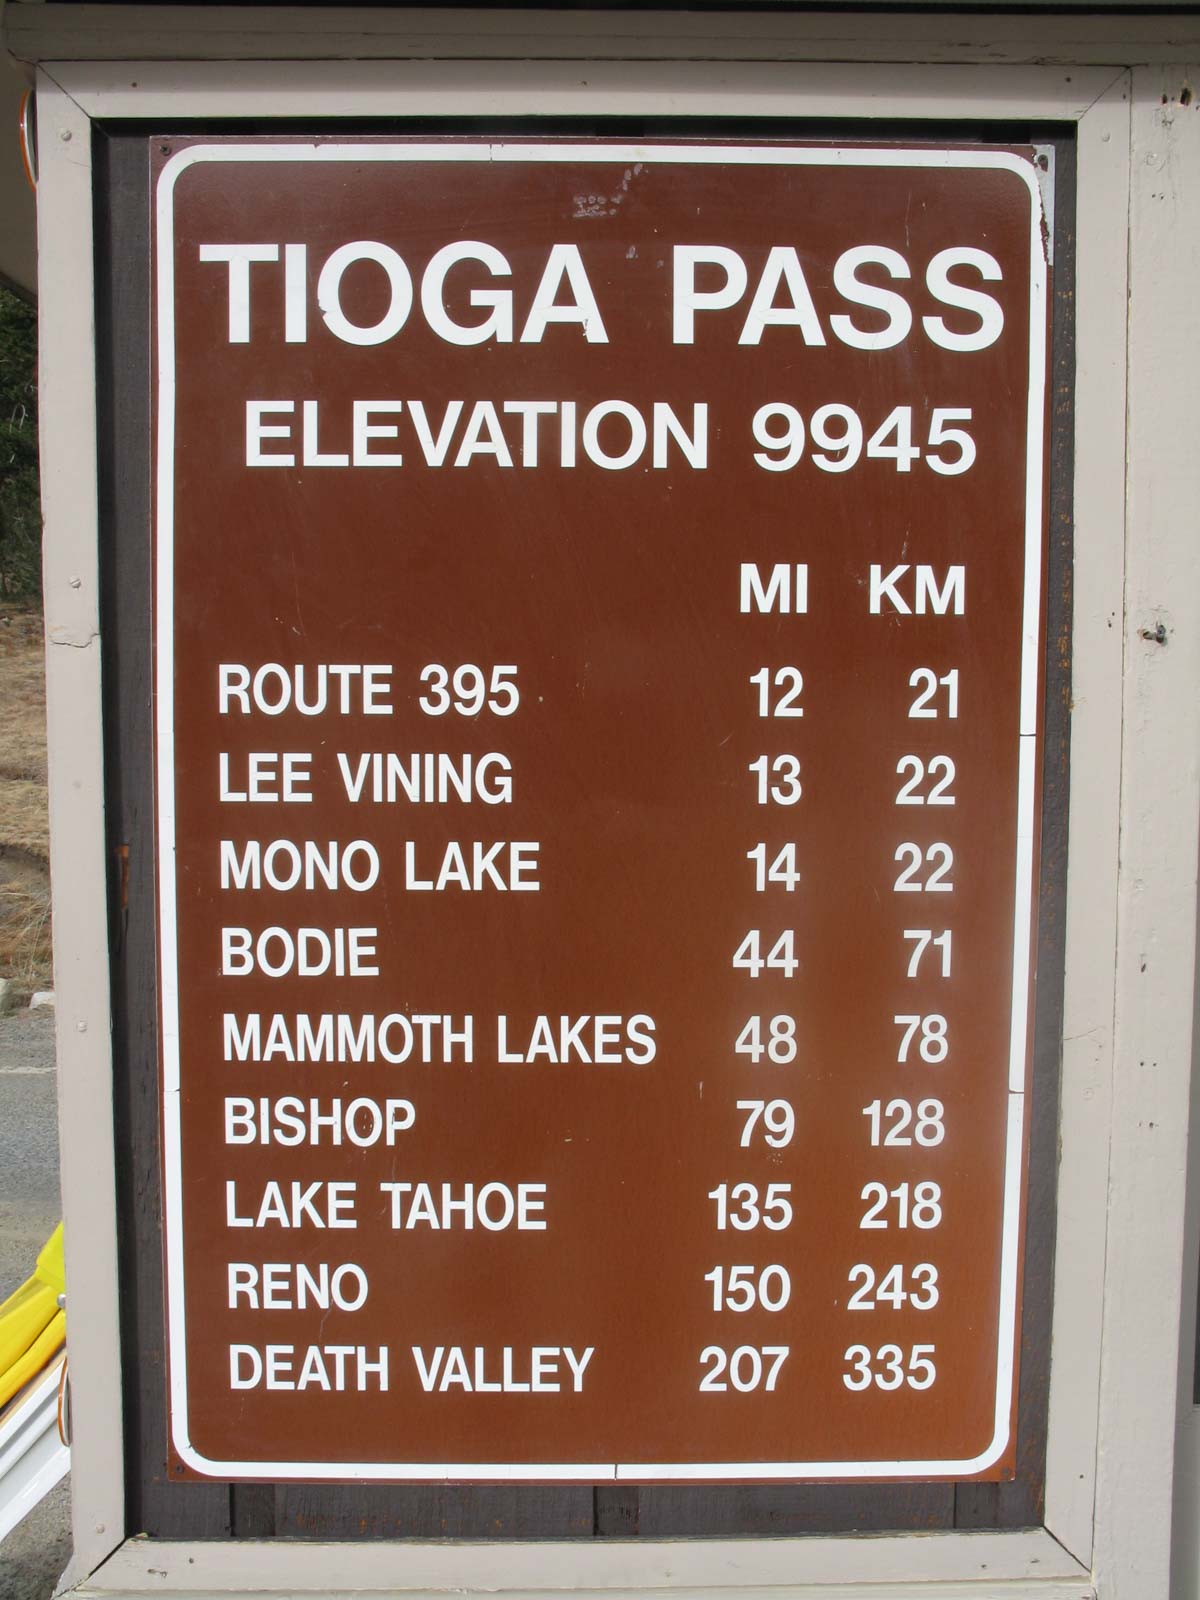 TIOGA PASS
ELEVATION 9945
MI KM
ROUTE 395 12 21
LEE VINING 13 22
MONO LAKE 14 22
BODIE 44 71
MAMMOTH LAKES 48 78
BISHOP 79 128
LAKE TAHOE 135 218
RENO 150 243
DEATH VALLEY 207 335